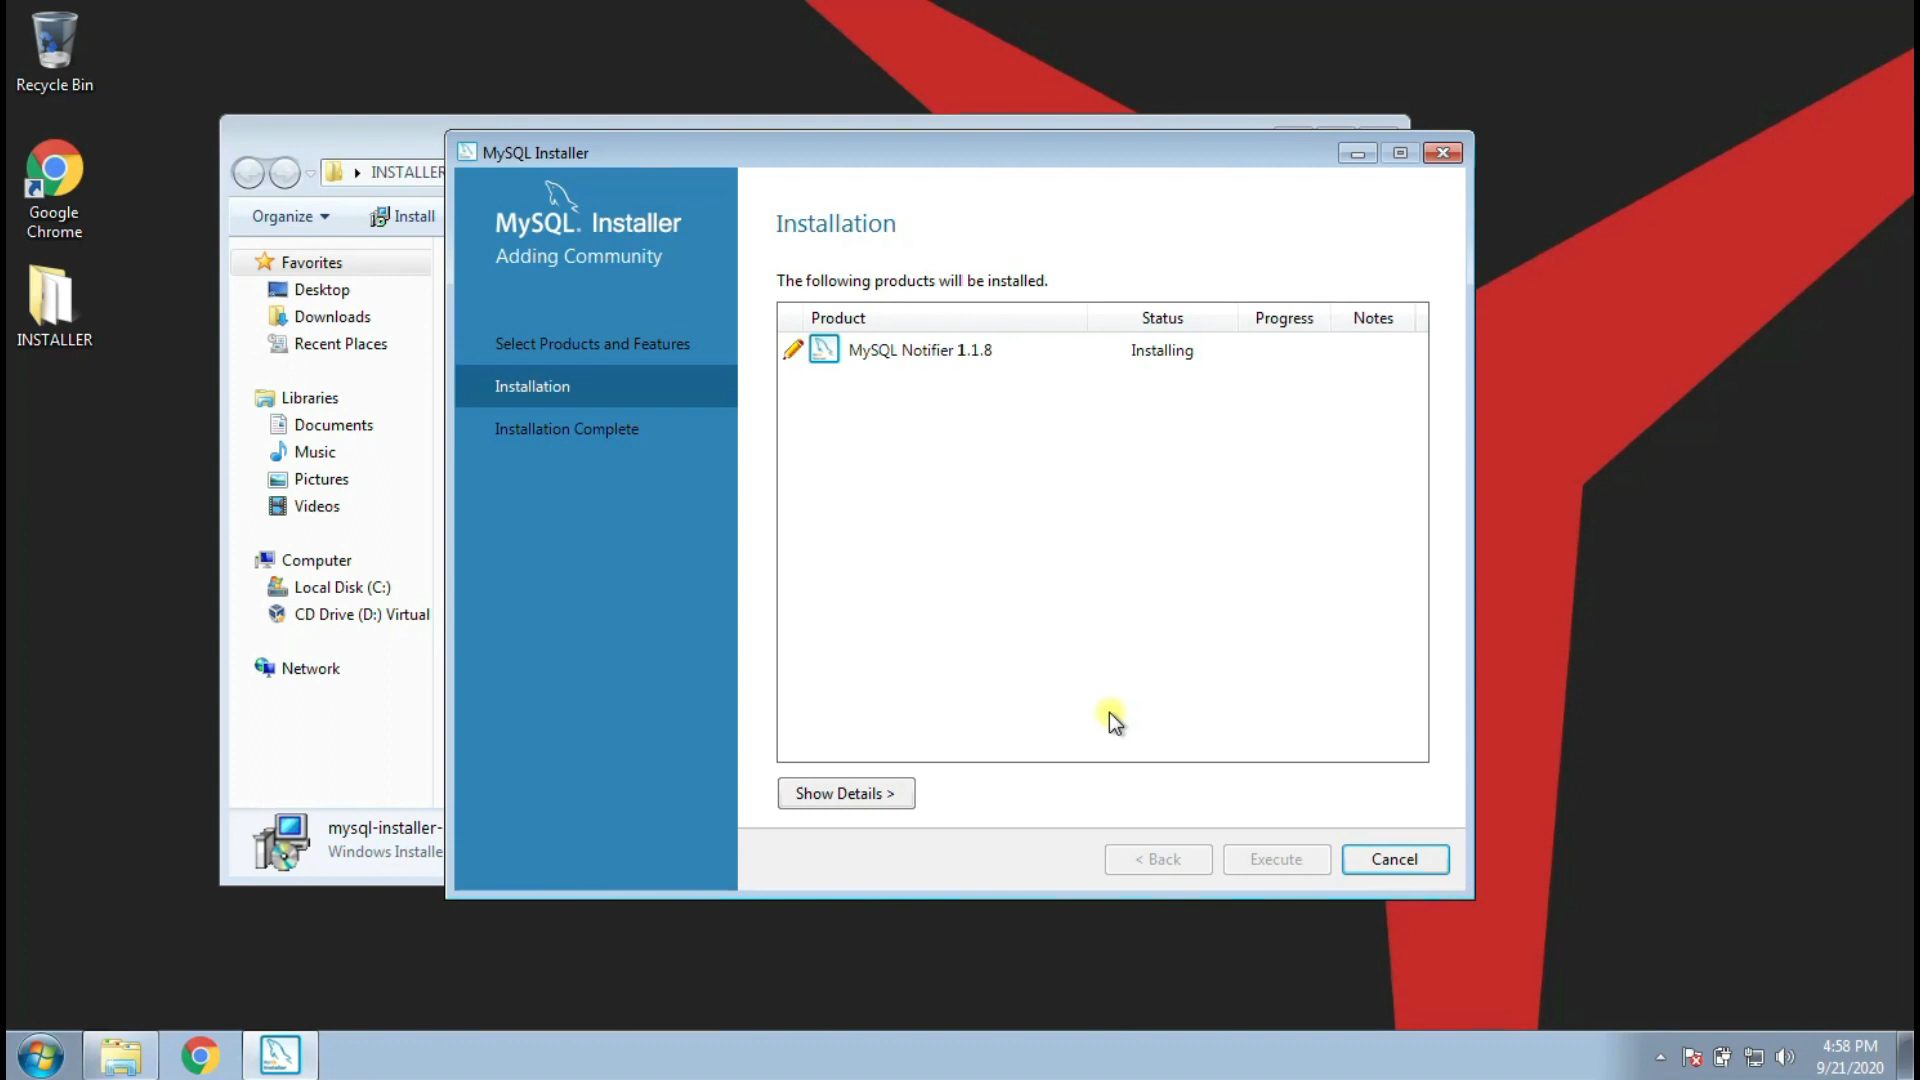 Recycle Bin
Google
Chrome
INSTALLER
INSTALLER
Organize
Install
Favorites
Desktop
Downloads
Recent Places
Libraries
Documents
Music
Pictures
Videos
Computer
Local Disk (C:)
CD Drive (D:) Virtual
Network
mysql-installer-
Windows Installe
MySQL Installer
MySQL. Installer
Adding Community
Select Products and Features
Installation
Installation Complete
Installation
The following products will be installed.
Product Status Progress Notes
MySQL Notifier 1.1.8 Installing
Show Details >
< Back Execute Cancel
4:58 PM
9/21/2020